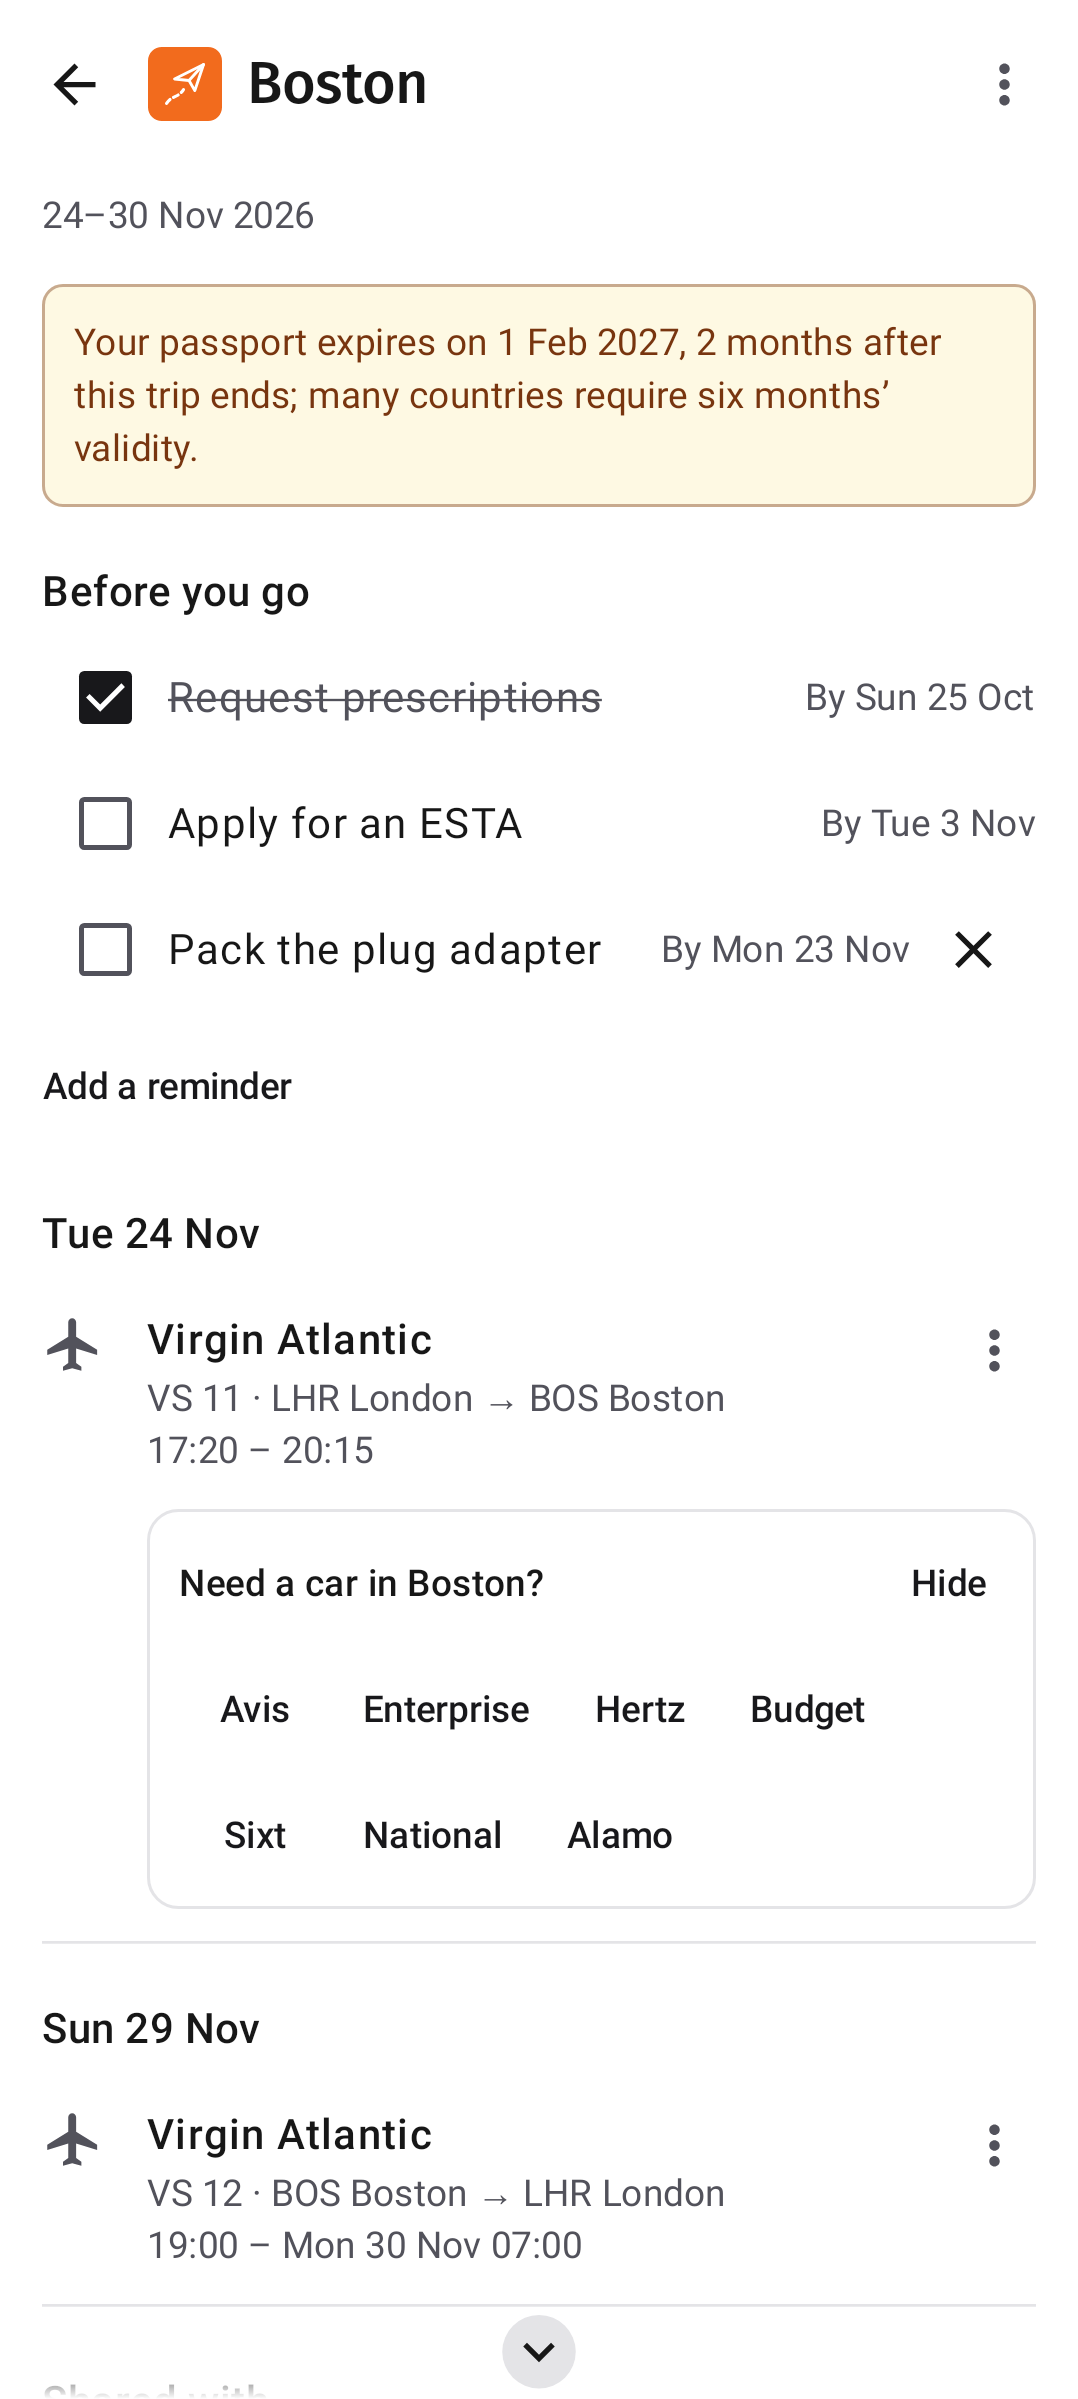 Boston
24–30 Nov 2026
Your passport expires on 1 Feb 2027, 2 months after
this trip ends; many countries require six months’
validity.
Before you go
Request prescriptions By Sun 25 Oct
Apply for an ESTA By Tue 3 Nov
Pack the plug adapter By Mon 23 Nov
Add a reminder
Tue 24 Nov
Virgin Atlantic
VS 11 · LHR London → BOS Boston
17:20 – 20:15
Need a car in Boston? Hide
Avis Enterprise Hertz Budget
Sixt National Alamo
Sun 29 Nov
Virgin Atlantic
VS 12 · BOS Boston → LHR London
19:00 – Mon 30 Nov 07:00
Shared with